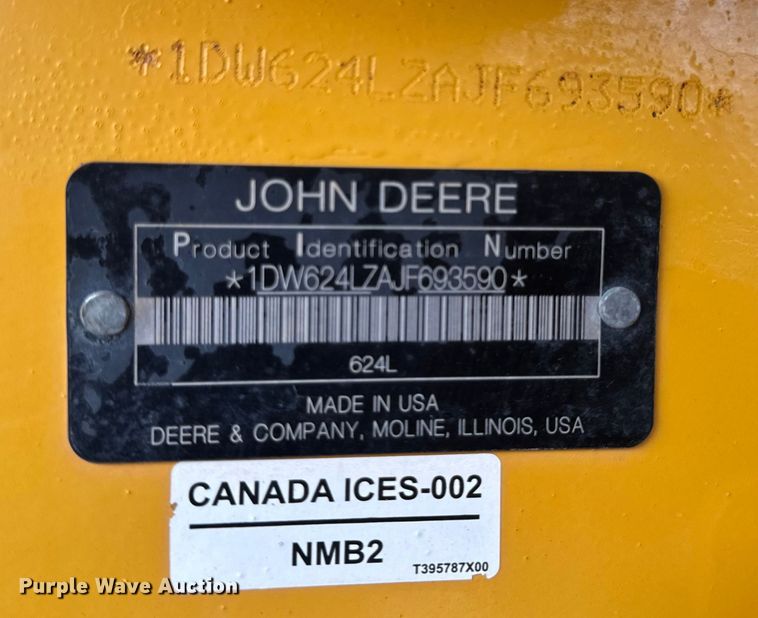 *1DW624LZAJF693590*
JOHN DEERE
Product Identification Number
*1DW624LZAJF693590*
624L
MADE IN USA
DEERE & COMPANY, MOLINE, ILLINOIS, USA
CANADA ICES-002
NMB2
T395787X00
Purple Wave Auction